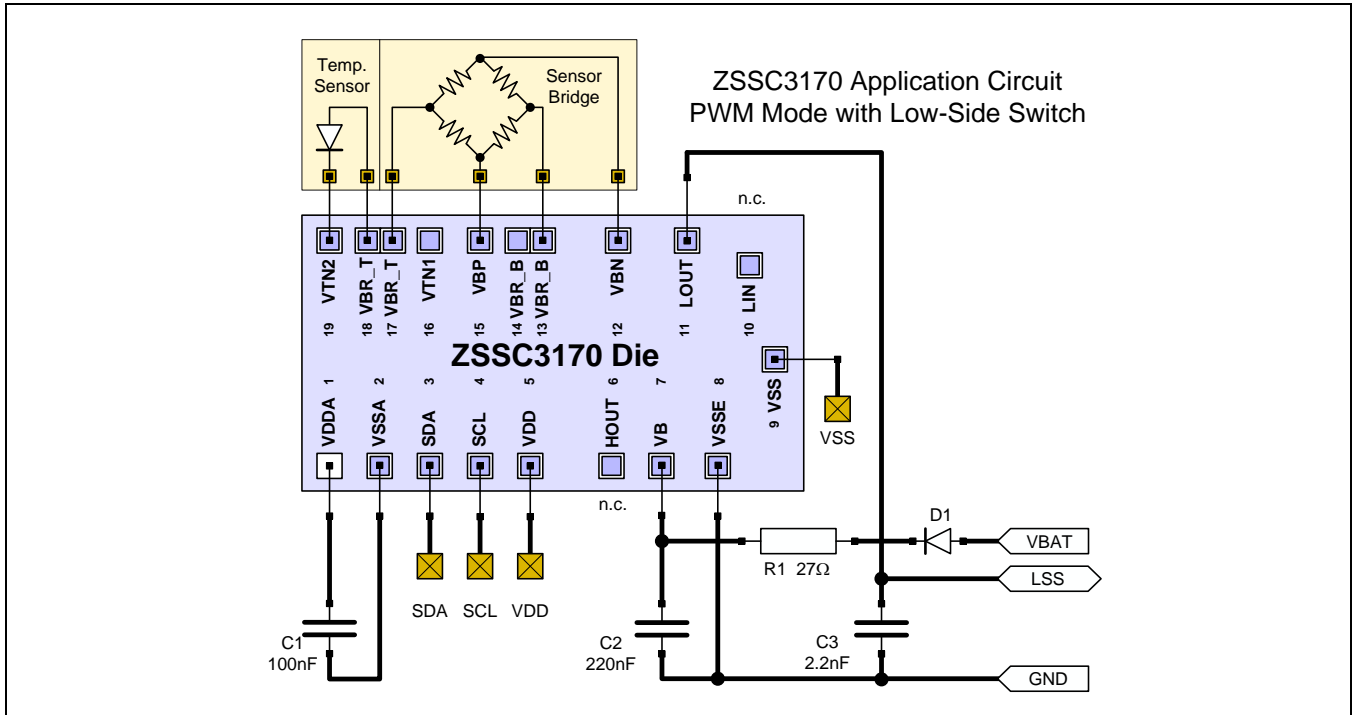 Temp.
Sensor
Sensor
Bridge
ZSSC3170 Application Circuit
PWM Mode with Low-Side Switch
n.c.
VTN2
VBR_T
VBR_T
VTN1
VBP
VBR_B
VBR_B
VBN
LOUT
LIN
19
18
17
16
15
14
13
12
11
10
ZSSC3170 Die
1
2
3
4
5
6
7
8
9
VSS
VDDA
VSSA
SDA
SCL
VDD
HOUT
VB
VSSE
VSS
n.c.
D1
VBAT
R1 27Ω
LSS
SDA
SCL
VDD
C1
100nF
C2
220nF
C3
2.2nF
GND